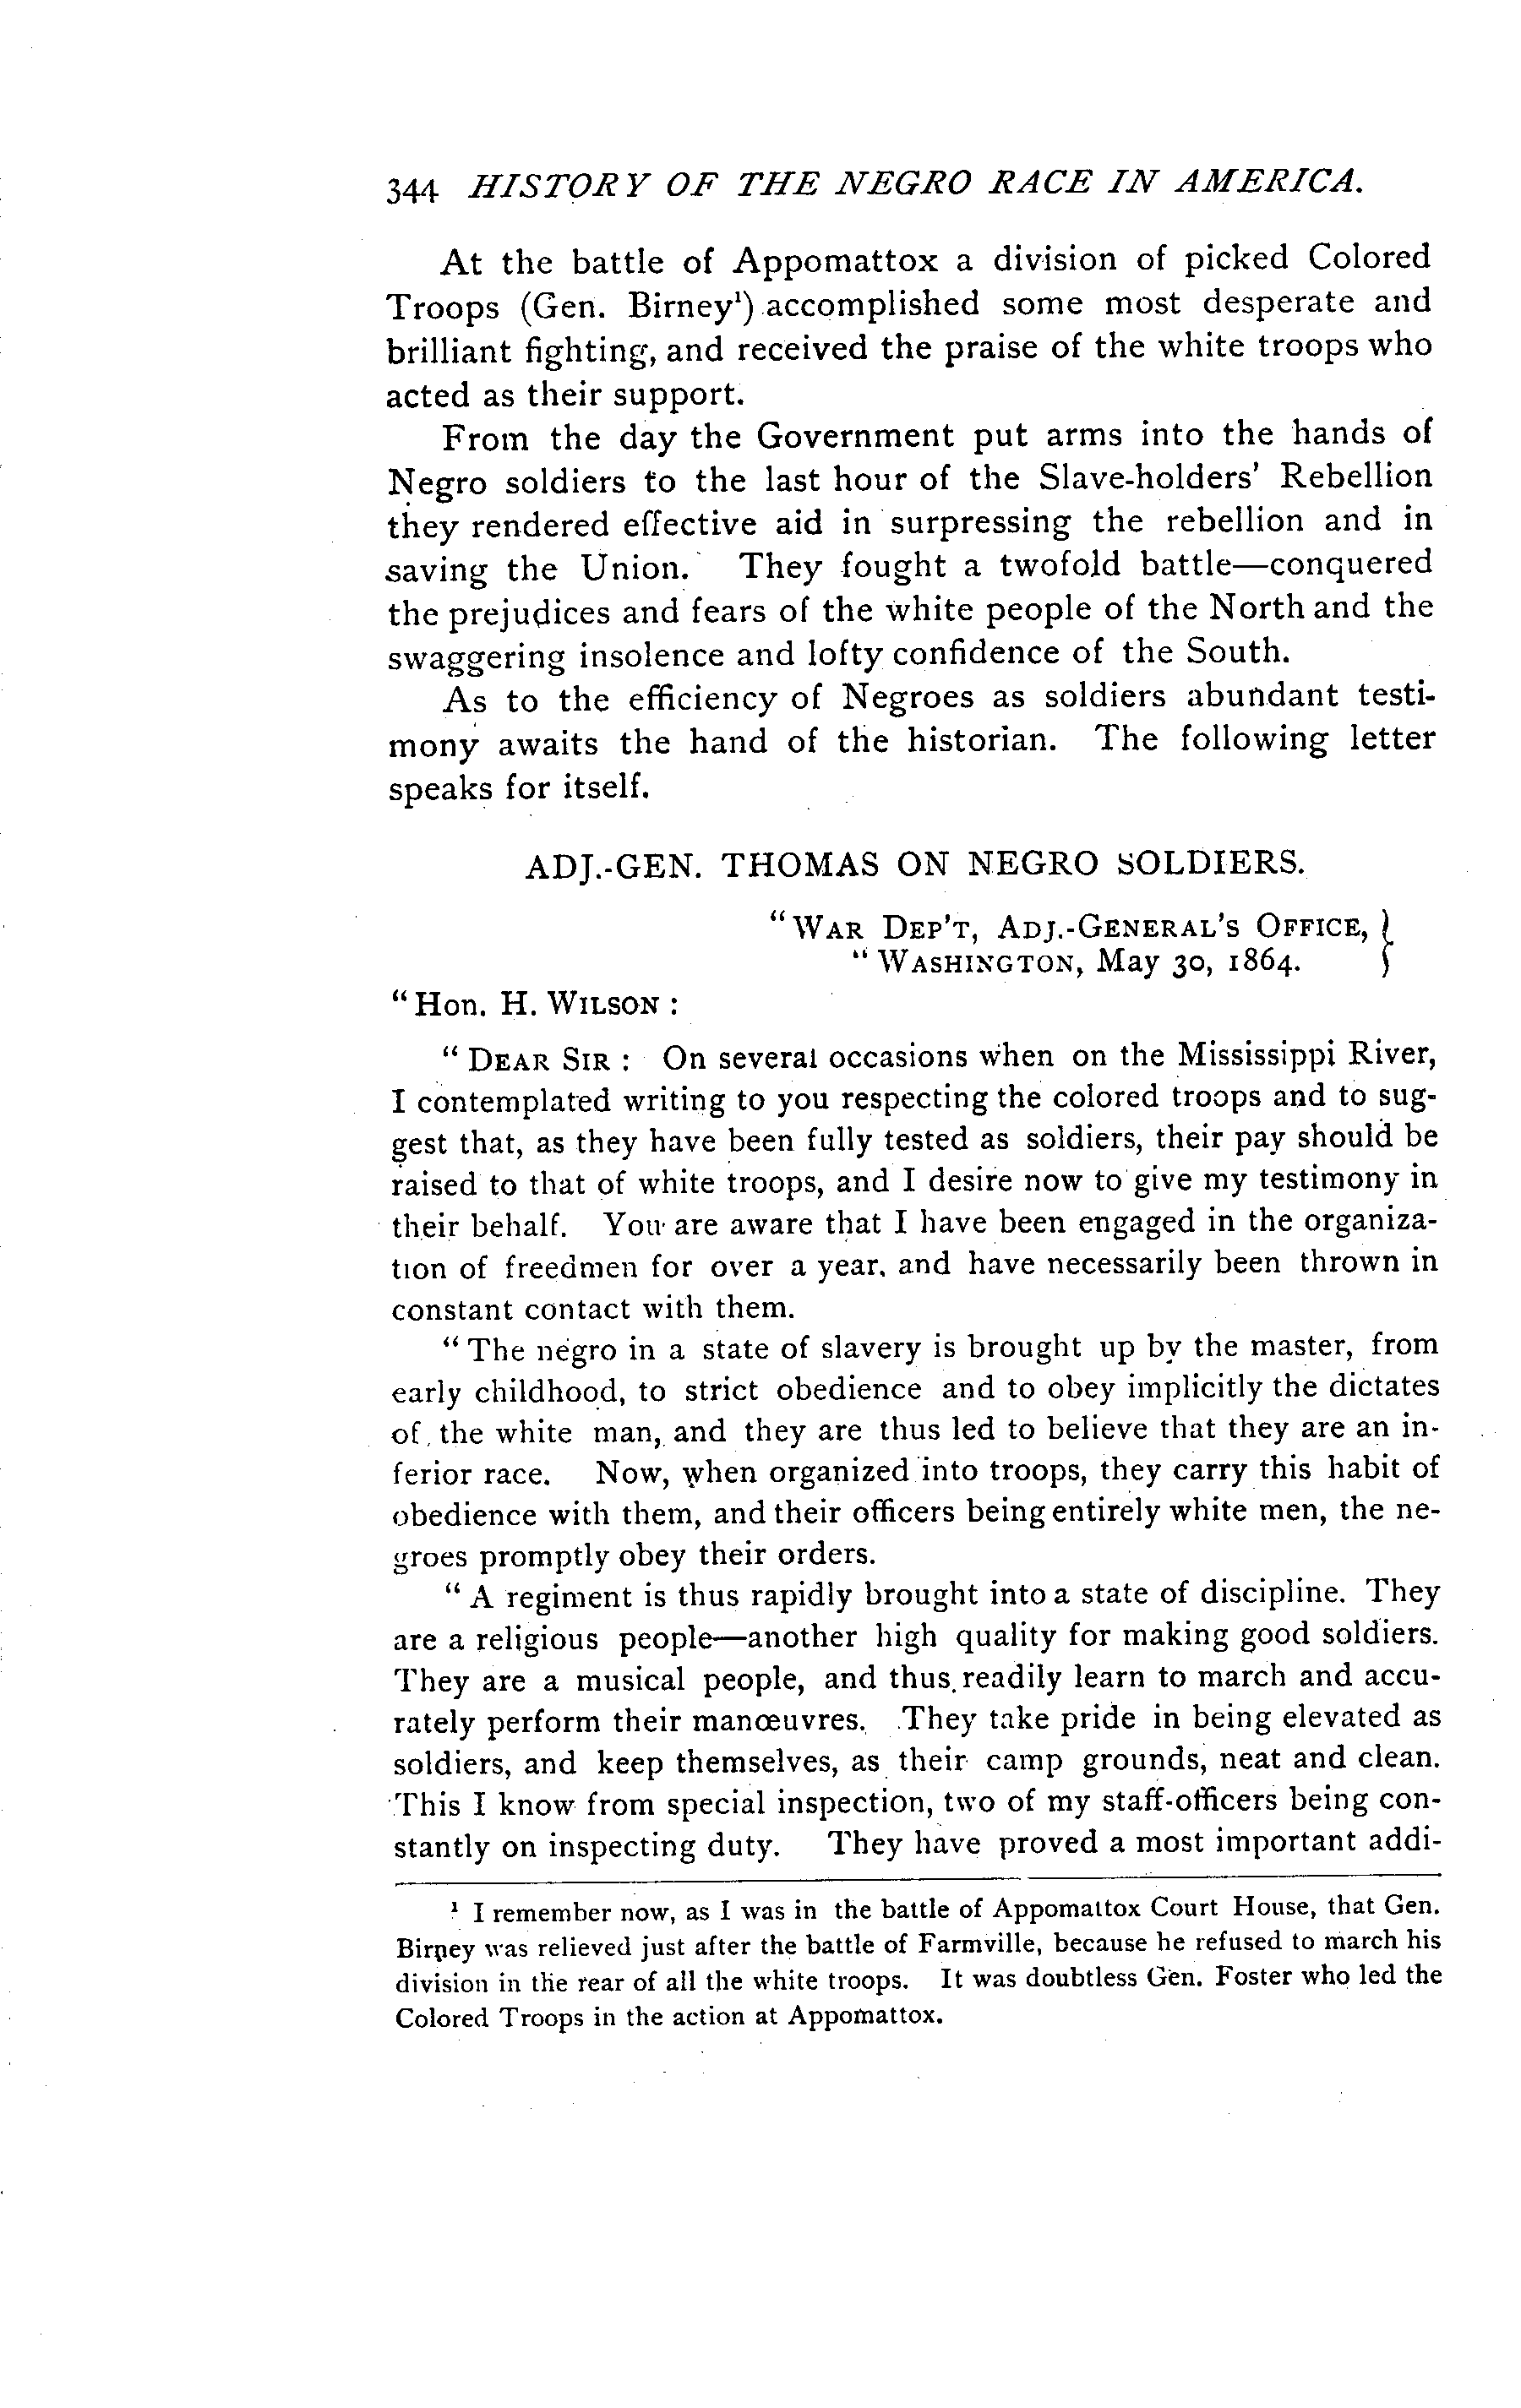 344 HISTORY OF THE NEGRO RACE IN AMERICA.
At the battle of Appomattox a division of picked Colored
Troops (Gen. Birney¹) accomplished some most desperate and
brilliant fighting, and received the praise of the white troops who
acted as their support.
From the day the Government put arms into the hands of
Negro soldiers to the last hour of the Slave-holders' Rebellion
they rendered effective aid in surpressing the rebellion and in
saving the Union. They fought a twofold battle—conquered
the prejudices and fears of the white people of the North and the
swaggering insolence and lofty confidence of the South.
As to the efficiency of Negroes as soldiers abundant testi-
mony awaits the hand of the historian. The following letter
speaks for itself.
ADJ.-GEN. THOMAS ON NEGRO SOLDIERS.
"WAR DEP'T, ADJ.-GENERAL'S OFFICE, }
"WASHINGTON, May 30, 1864.
"Hon. H. WILSON :
"DEAR SIR : On several occasions when on the Mississippi River,
I contemplated writing to you respecting the colored troops and to sug-
gest that, as they have been fully tested as soldiers, their pay should be
raised to that of white troops, and I desire now to give my testimony in
their behalf. You are aware that I have been engaged in the organiza-
tion of freedmen for over a year, and have necessarily been thrown in
constant contact with them.
"The negro in a state of slavery is brought up by the master, from
early childhood, to strict obedience and to obey implicitly the dictates
of the white man, and they are thus led to believe that they are an in-
ferior race. Now, when organized into troops, they carry this habit of
obedience with them, and their officers being entirely white men, the ne-
groes promptly obey their orders.
"A regiment is thus rapidly brought into a state of discipline. They
are a religious people—another high quality for making good soldiers.
They are a musical people, and thus readily learn to march and accu-
rately perform their manœuvres. They take pride in being elevated as
soldiers, and keep themselves, as their camp grounds, neat and clean.
This I know from special inspection, two of my staff-officers being con-
stantly on inspecting duty. They have proved a most important addi-
¹ I remember now, as I was in the battle of Appomattox Court House, that Gen.
Birney was relieved just after the battle of Farmville, because he refused to march his
division in the rear of all the white troops. It was doubtless Gen. Foster who led the
Colored Troops in the action at Appomattox.